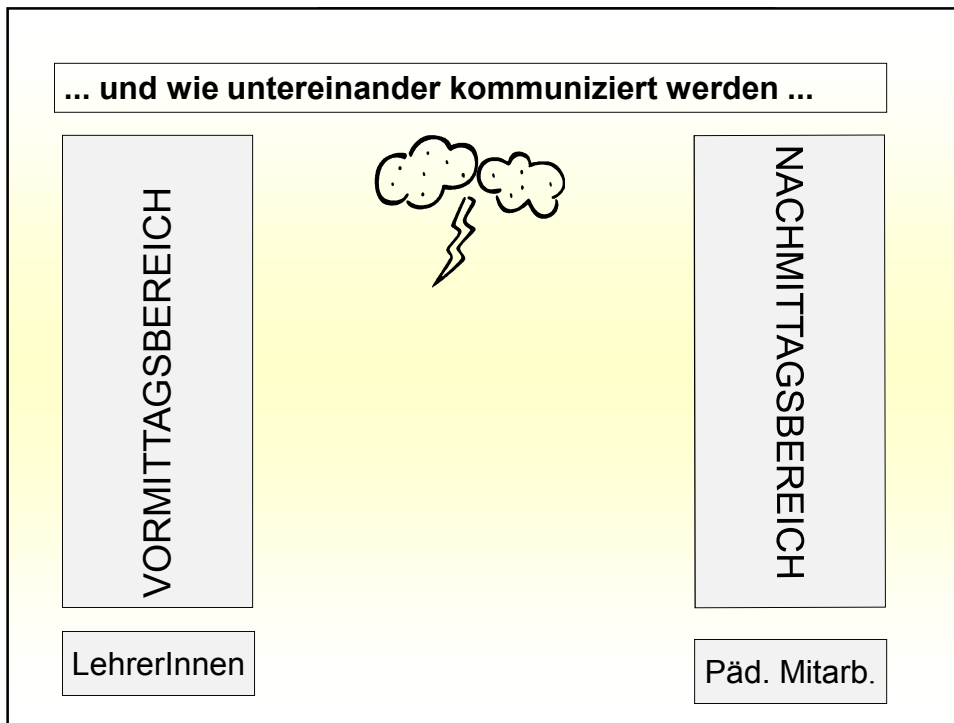 ... und wie untereinander kommuniziert werden ...
VORMITTAGSBEREICH
NACHMITTAGSBEREICH
LehrerInnen
Päd. Mitarb.